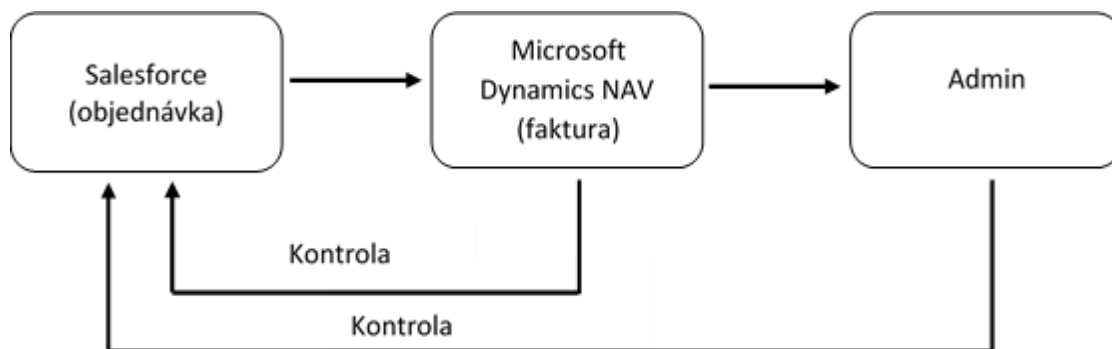 Salesforce
(objednávka)
Microsoft
Dynamics NAV
(faktura)
Admin
Kontrola
Kontrola